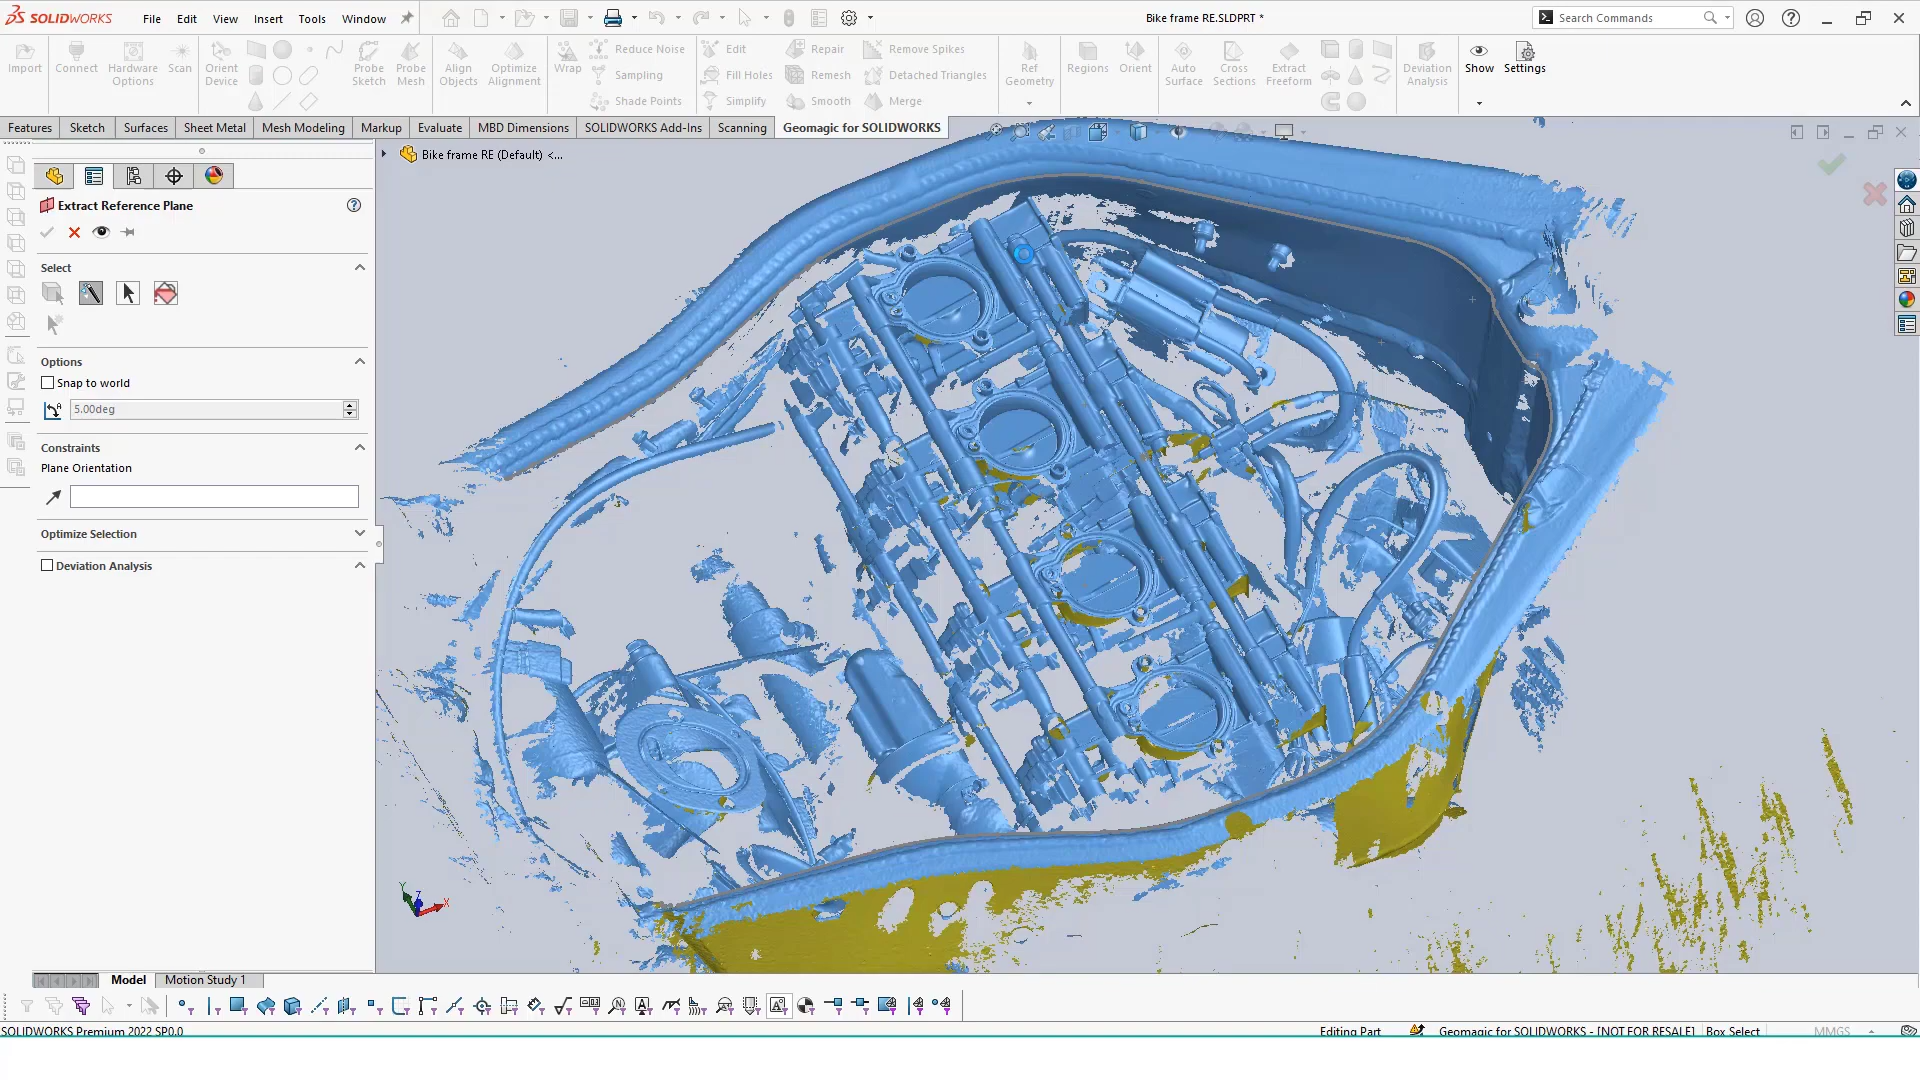 SOLIDWORKS File Edit View Insert Tools Window Bike frame RE.SLDPRT * Search Commands
Import Connect Hardware Options Scan Orient Device Probe Sketch Probe Mesh Align Objects Optimize Alignment Wrap Reduce Noise Sampling Shade Points Edit Fill Holes Simplify Repair Remesh Smooth Remove Spikes Detached Triangles Merge Ref Geometry Regions Orient Auto Surface Cross Sections Extract Freeform Deviation Analysis Show Settings
Features Sketch Surfaces Sheet Metal Mesh Modeling Markup Evaluate MBD Dimensions SOLIDWORKS Add-Ins Scanning Geomagic for SOLIDWORKS
Bike frame RE (Default) <...
Extract Reference Plane
Select
Options
Snap to world
5.00deg
Constraints
Plane Orientation
Optimize Selection
Deviation Analysis
Y Z X
Model Motion Study 1
SOLIDWORKS Premium 2022 SP0.0 Editing Part Geomagic for SOLIDWORKS - [NOT FOR RESALE] Box Select MMGS